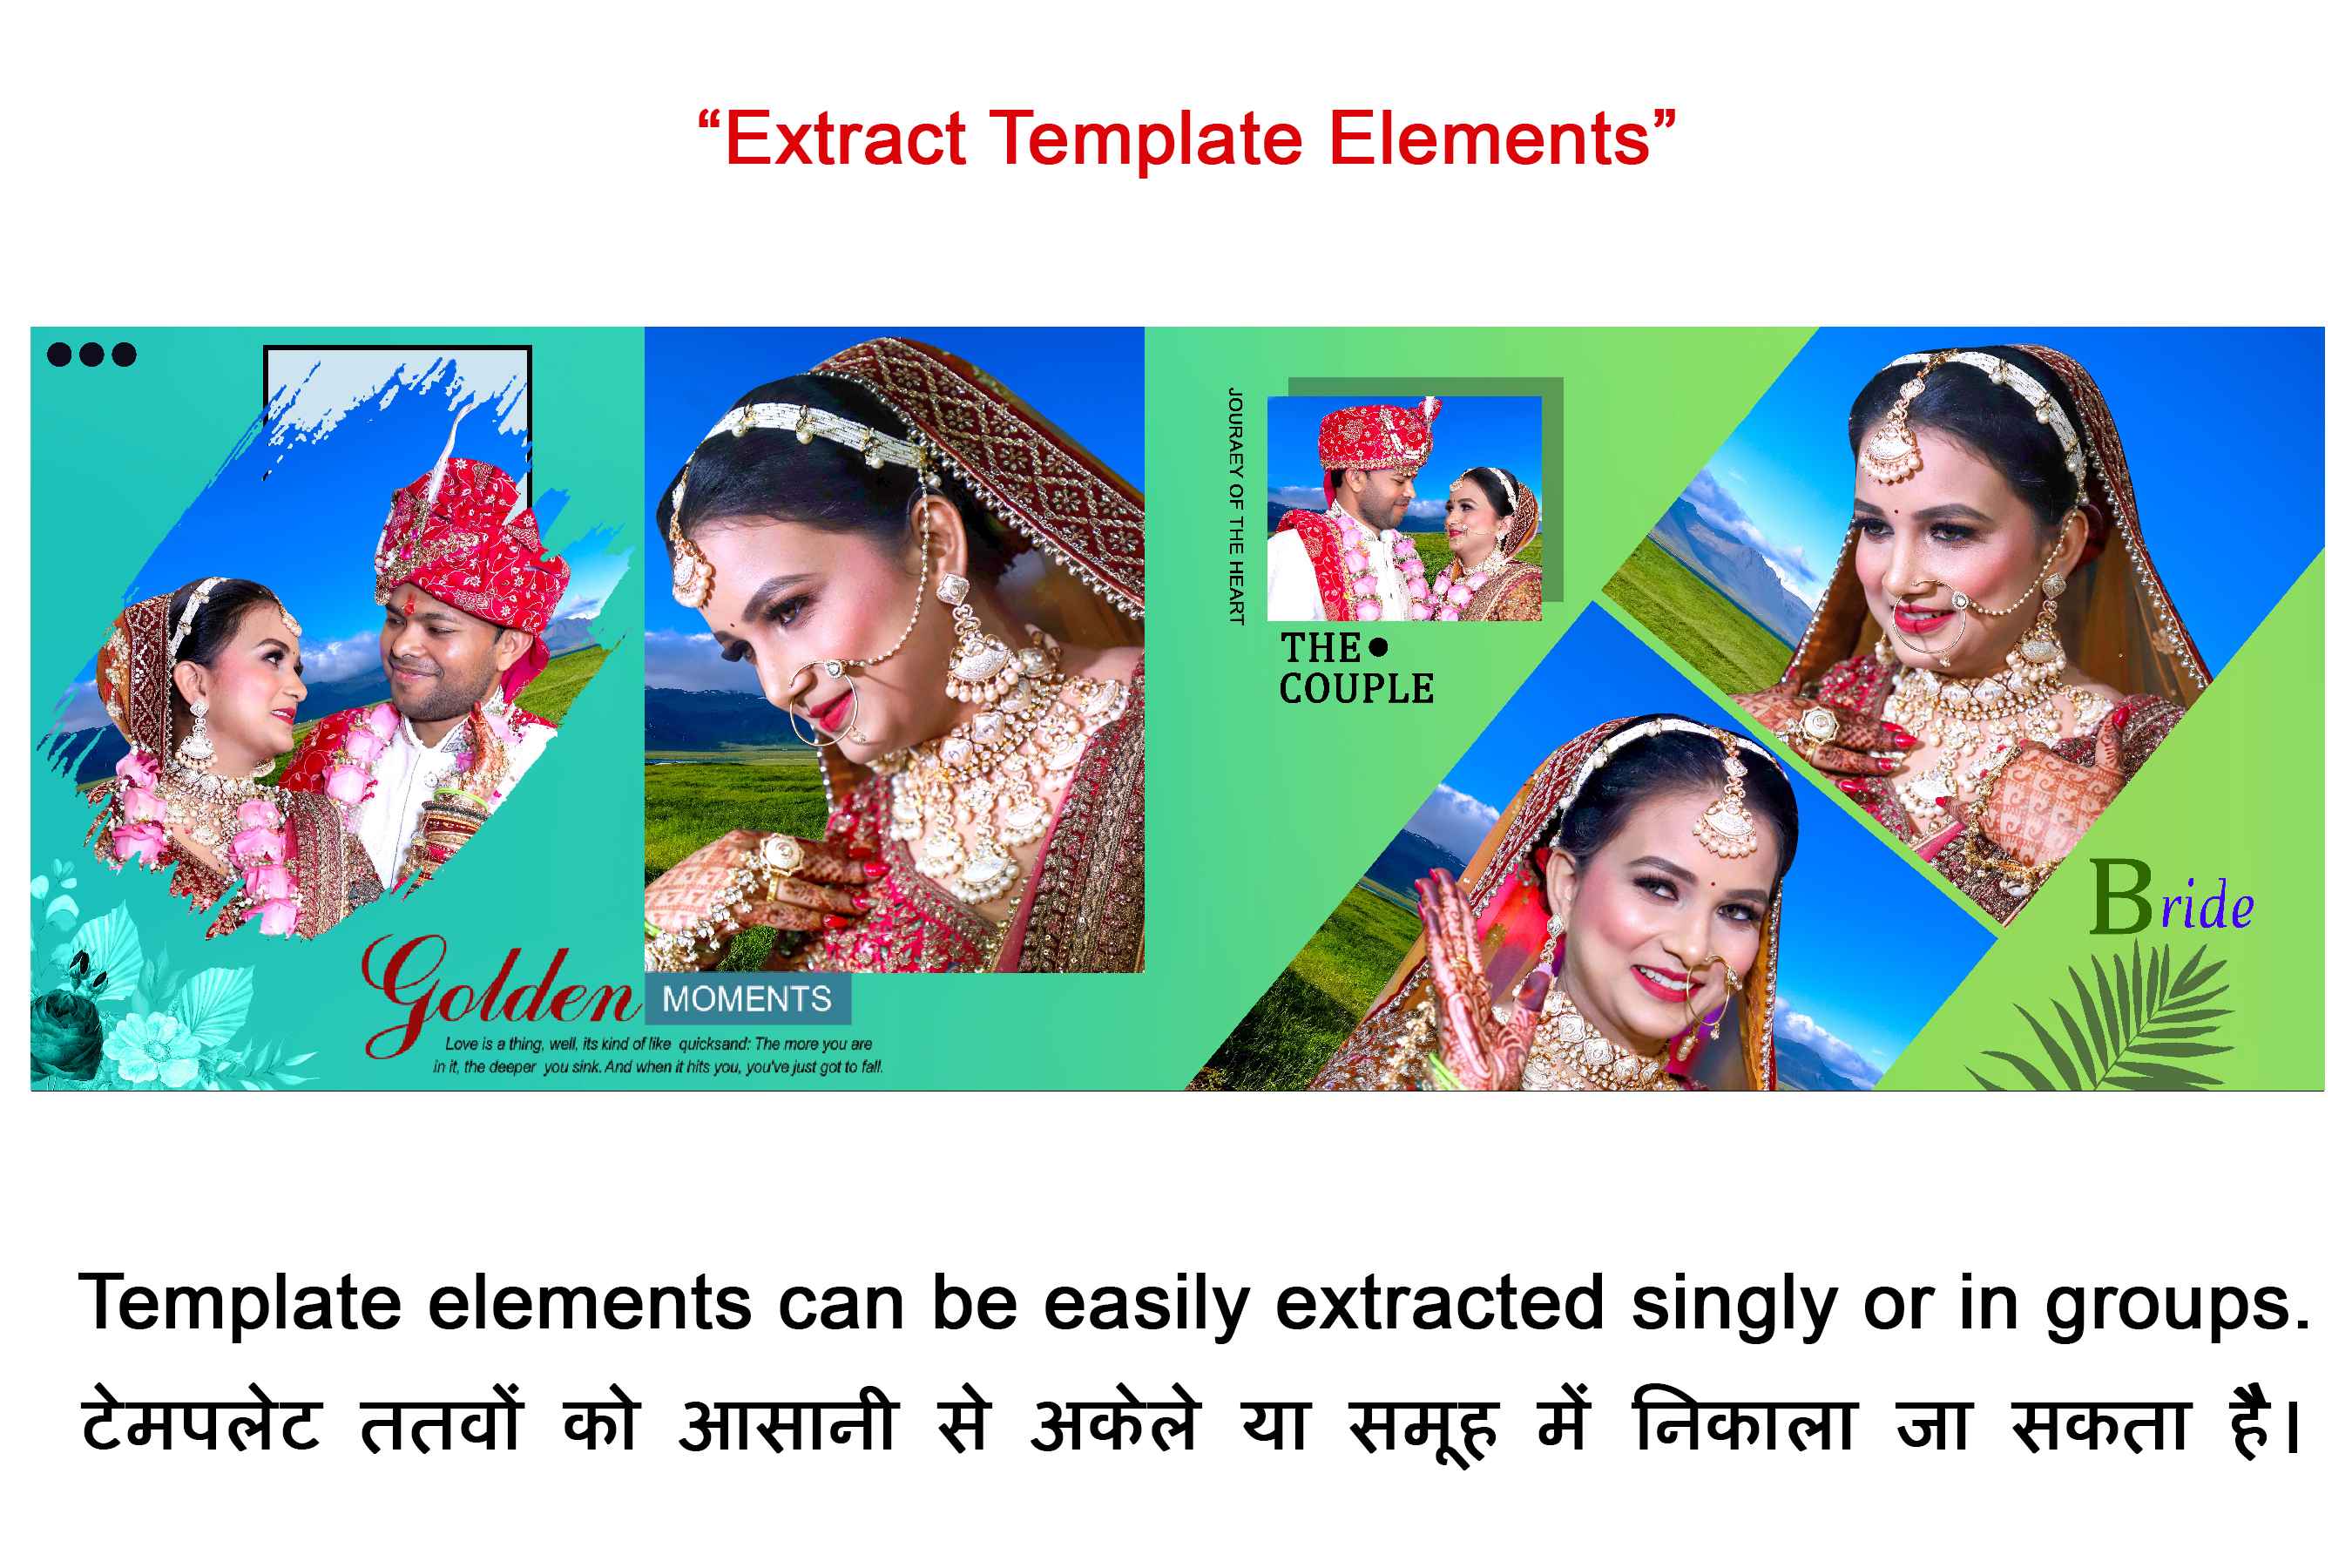 “Extract Template Elements”
JOURAEY OF THE HEART
THE
COUPLE
Bride
Golden MOMENTS
Love is a thing, well, its kind of like quicksand: The more you are
in it, the deeper you sink. And when it hits you, you've just got to fall.
Template elements can be easily extracted singly or in groups.
टेमपलेट ततवों को आसानी से अकेले या समूह में निकाला जा सकता है।